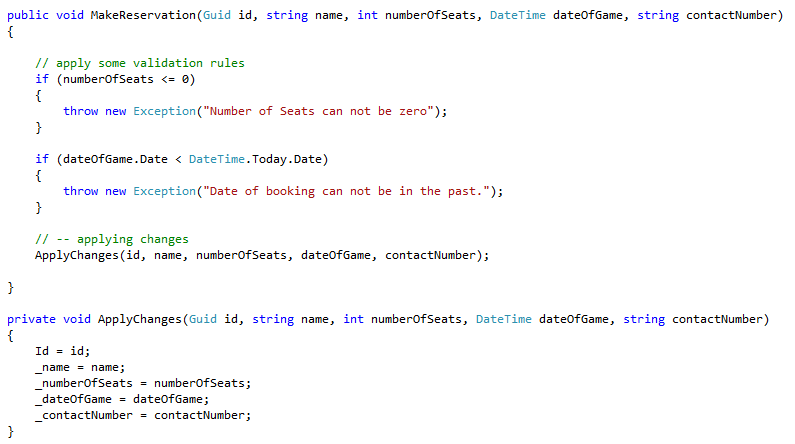 public void MakeReservation(Guid id, string name, int numberOfSeats, DateTime dateOfGame, string contactNumber)
{
// apply some validation rules
if (numberOfSeats <= 0)
{
throw new Exception("Number of Seats can not be zero");
}
if (dateOfGame.Date < DateTime.Today.Date)
{
throw new Exception("Date of booking can not be in the past.");
}
// -- applying changes
ApplyChanges(id, name, numberOfSeats, dateOfGame, contactNumber);
}
private void ApplyChanges(Guid id, string name, int numberOfSeats, DateTime dateOfGame, string contactNumber)
{
Id = id;
_name = name;
_numberOfSeats = numberOfSeats;
_dateOfGame = dateOfGame;
_contactNumber = contactNumber;
}